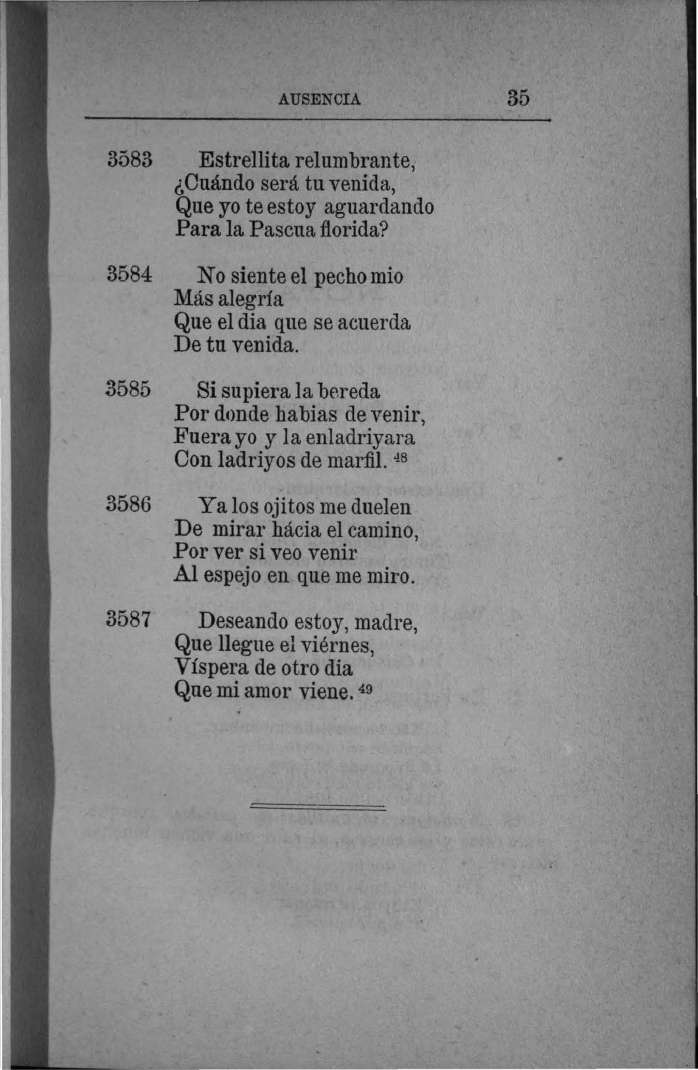 AUSENCIA 35
3583 Estrellita relumbrante,
¿Cuándo será tu venida,
Que yo te estoy aguardando
Para la Pascua florida?
3584 No siente el pecho mio
Más alegría
Que el dia que se acuerda
De tu venida.
3585 Si supiera la bereda
Por donde habias de venir,
Fuera yo y la enladriyara
Con ladriyos de marfil. 48
3586 Ya los ojitos me duelen
De mirar hácia el camino,
Por ver si veo venir
Al espejo en que me miro.
3587 Deseando estoy, madre,
Que llegue el viérnes,
Víspera de otro dia
Que mi amor viene. 49